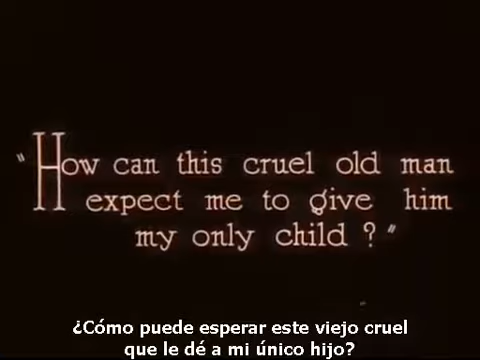 "How can this cruel old man
expect me to give him
my only child ?"
¿Cómo puede esperar este viejo cruel
que le dé a mi único hijo?